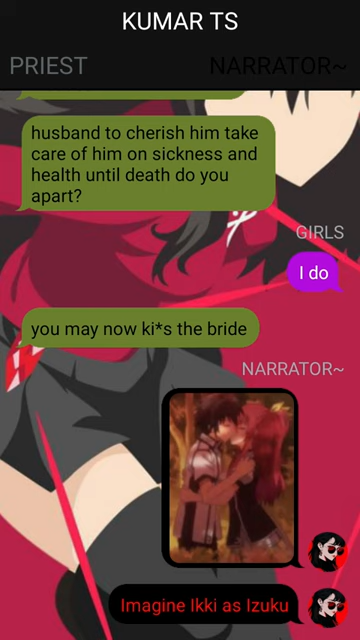 KUMAR TS
PRIEST
NARRATOR~
husband to cherish him take
care of him on sickness and
health until death do you
apart?
GIRLS
I do
you may now ki*s the bride
NARRATOR~
Imagine Ikki as Izuku